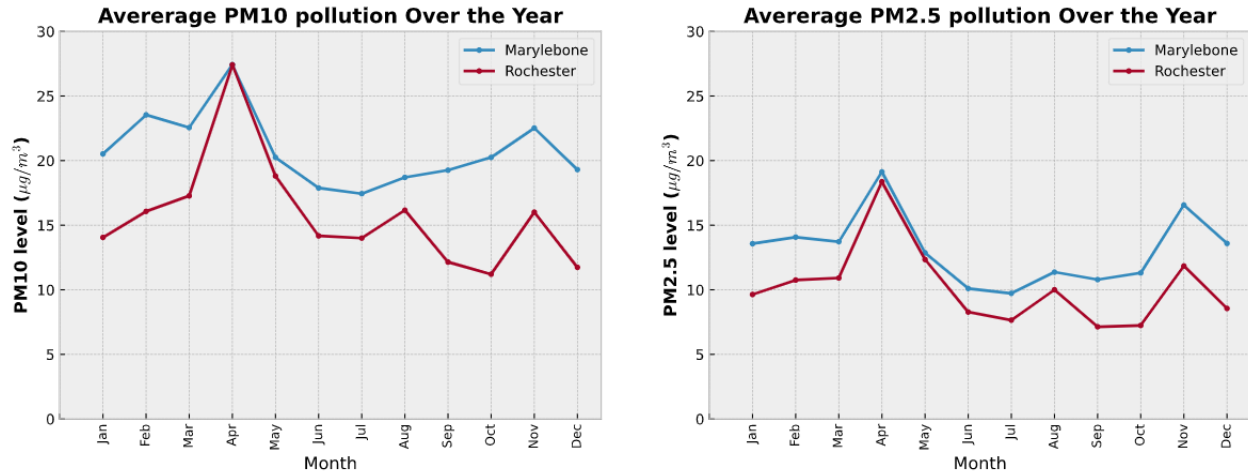 Avererage PM10 pollution Over the Year
30
25
20
15
10
5
0
PM10 level (μg/m³)
Marylebone
Rochester
Jan
Feb
Mar
Apr
May
Jun
Jul
Aug
Sep
Oct
Nov
Dec
Month
Avererage PM2.5 pollution Over the Year
30
25
20
15
10
5
0
PM2.5 level (μg/m³)
Marylebone
Rochester
Jan
Feb
Mar
Apr
May
Jun
Jul
Aug
Sep
Oct
Nov
Dec
Month